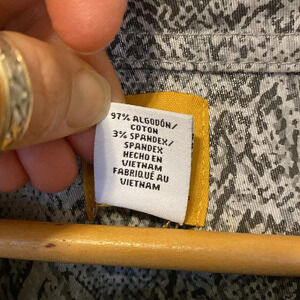 97% ALGODÓN/
COTON
3% SPANDEX/
SPANDEX
HECHO EN
VIETNAM
FABRIQUÉ AU
VIETNAM